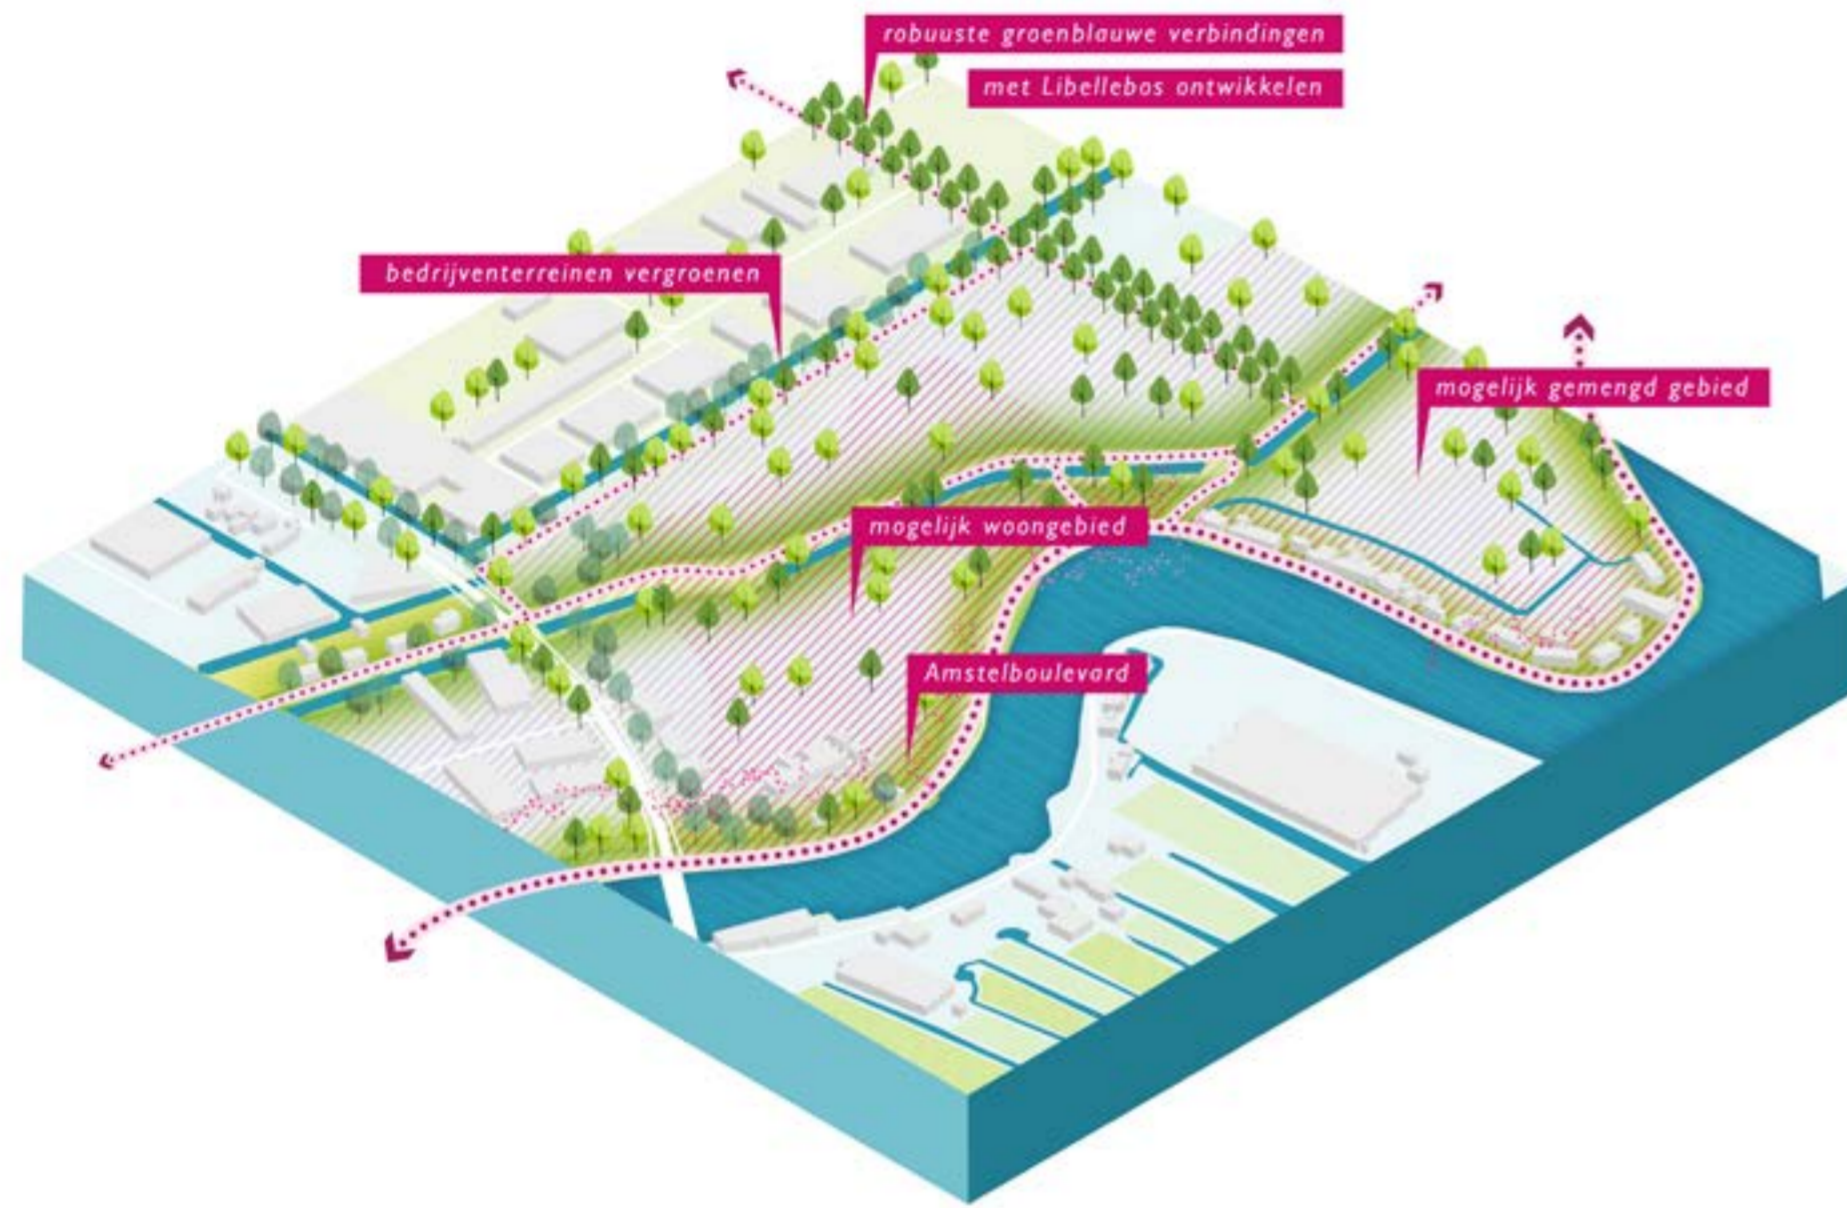 robuuste groenblauwe verbindingen
met Libellebos ontwikkelen
bedrijventerreinen vergroenen
mogelijk gemengd gebied
mogelijk woongebied
Amstelboulevard